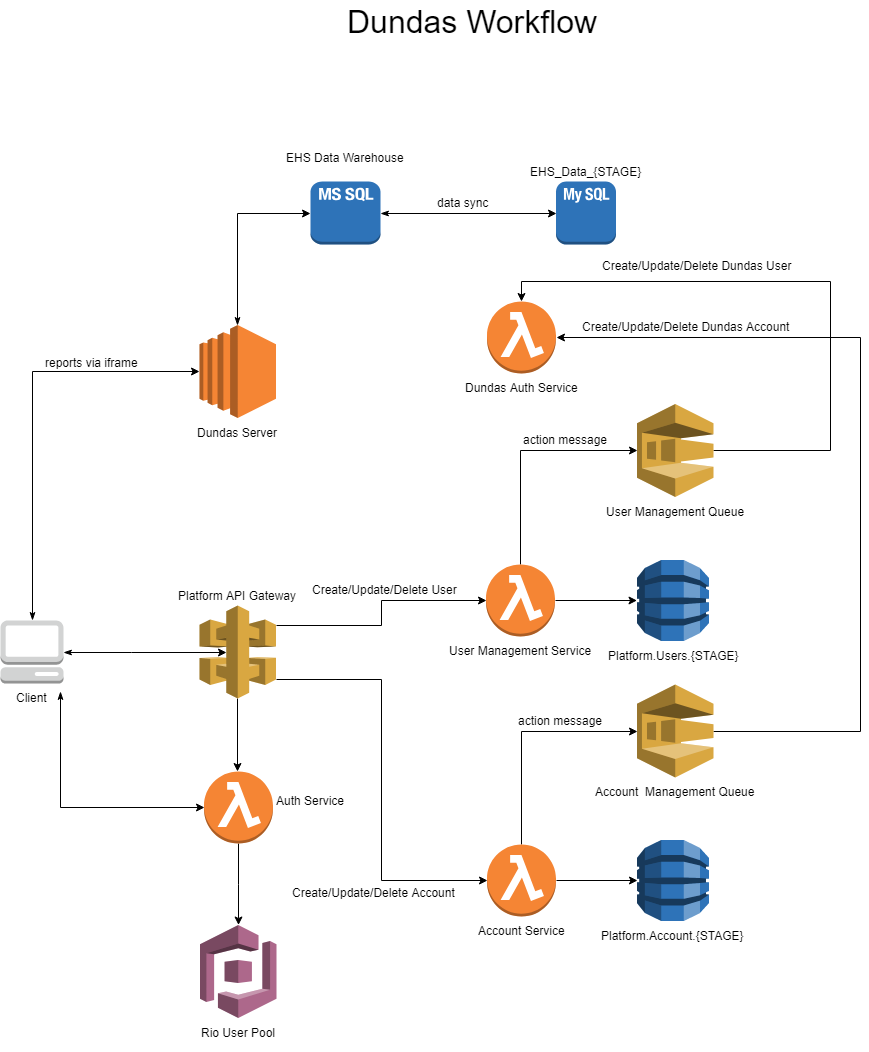 Dundas Workflow
EHS Data Warehouse
EHS_Data_{STAGE}
MS SQL
My SQL
data sync
Create/Update/Delete Dundas User
Create/Update/Delete Dundas Account
reports via iframe
Dundas Auth Service
Dundas Server
action message
User Management Queue
Platform API Gateway
Create/Update/Delete User
User Management Service
Platform.Users.{STAGE}
Client
action message
Account  Management Queue
Auth Service
Create/Update/Delete Account
Account Service
Platform.Account.{STAGE}
Rio User Pool